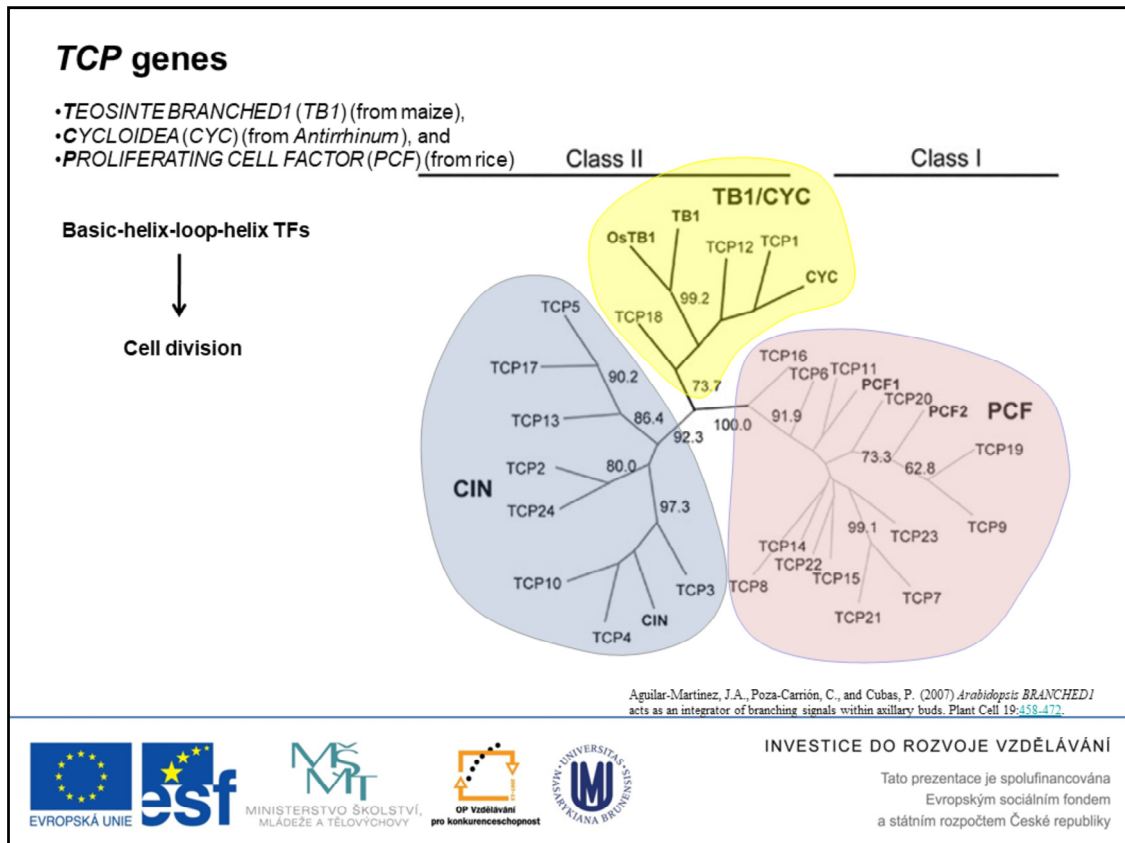 TCP genes
•TEOSINTE BRANCHED1 (TB1) (from maize),
•CYCLOIDEA (CYC) (from Antirrhinum), and
•PROLIFERATING CELL FACTOR (PCF) (from rice)
Class II
Class I
Basic-helix-loop-helix TFs
Cell division
TB1/CYC
TB1
OsTB1
TCP12
TCP1
CYC
99.2
TCP18
73.7
TCP5
TCP17
90.2
TCP13
86.4
92.3
100.0
TCP2
80.0
CIN
TCP24
97.3
TCP10
TCP3
CIN
TCP4
TCP16
TCP6
TCP11
PCF1
TCP20
PCF2
PCF
91.9
73.3
62.8
TCP19
TCP9
99.1
TCP23
TCP14
TCP22
TCP8
TCP15
TCP7
TCP21
Aguilar-Martinez, J.A., Poza-Carrión, C., and Cubas, P. (2007) Arabidopsis BRANCHED1
acts as an integrator of branching signals within axillary buds. Plant Cell 19:458-472.
EVROPSKÁ UNIE
esf
MŠMT
MINISTERSTVO ŠKOLSTVÍ,
MLÁDEŽE A TĚLOVÝCHOVY
OP Vzdělávání
pro konkurenceschopnost
UNIVERSITAS MASARYKIANA BRUNENSIS
INVESTICE DO ROZVOJE VZDĚLÁVÁNÍ
Tato prezentace je spolufinancována
Evropským sociálním fondem
a státním rozpočtem České republiky